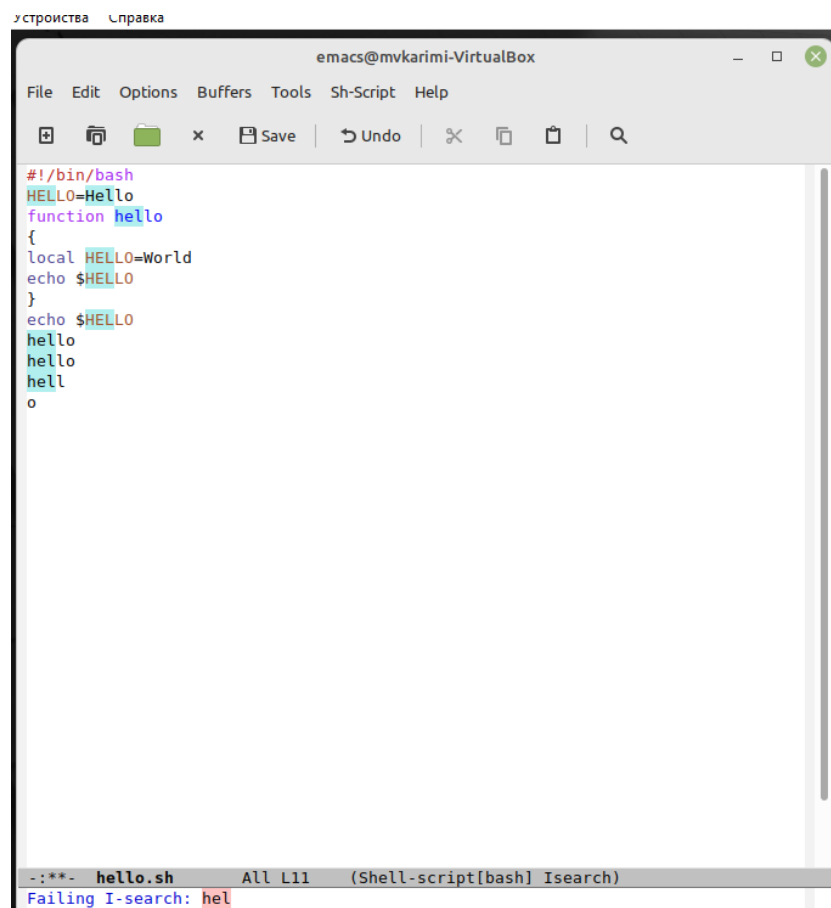 Устройства Справка
emacs@mvkarimi-VirtualBox
File Edit Options Buffers Tools Sh-Script Help
Save Undo
#!/bin/bash
HELLO=Hello
function hello
{
local HELLO=World
echo $HELLO
}
echo $HELLO
hello
hello
hell
o
-:**- hello.sh All L11 (Shell-script[bash] Isearch)
Failing I-search: hel